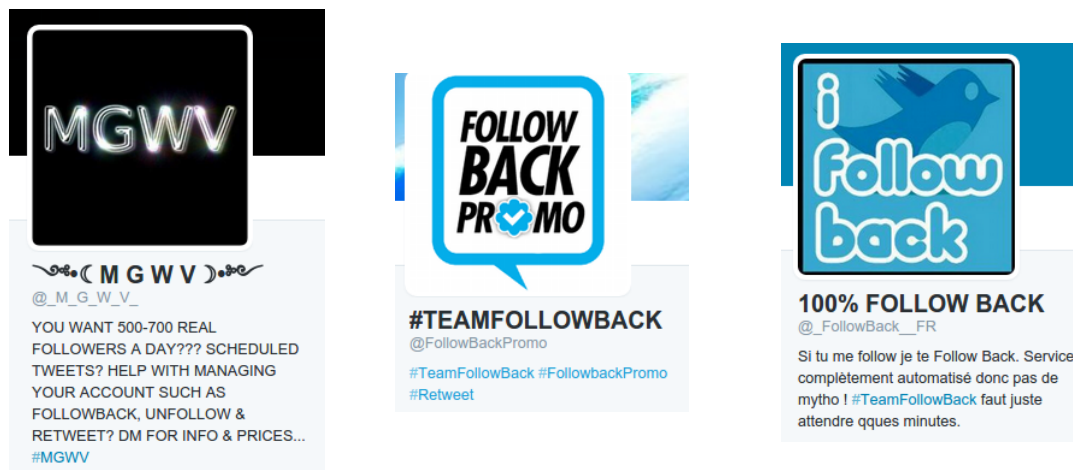 MGWV
༺•☾ M G W V ☽•༻
@_M_G_W_V_
YOU WANT 500-700 REAL
FOLLOWERS A DAY??? SCHEDULED
TWEETS? HELP WITH MANAGING
YOUR ACCOUNT SUCH AS
FOLLOWBACK, UNFOLLOW &
RETWEET? DM FOR INFO & PRICES...
#MGWV
FOLLOW
BACK
PROMO
#TEAMFOLLOWBACK
@FollowBackPromo
#TeamFollowBack #FollowbackPromo
#Retweet
i
follow
back
100% FOLLOW BACK
@_FollowBack__FR
Si tu me follow je te Follow Back. Service
complètement automatisé donc pas de
mytho ! #TeamFollowBack faut juste
attendre qques minutes.